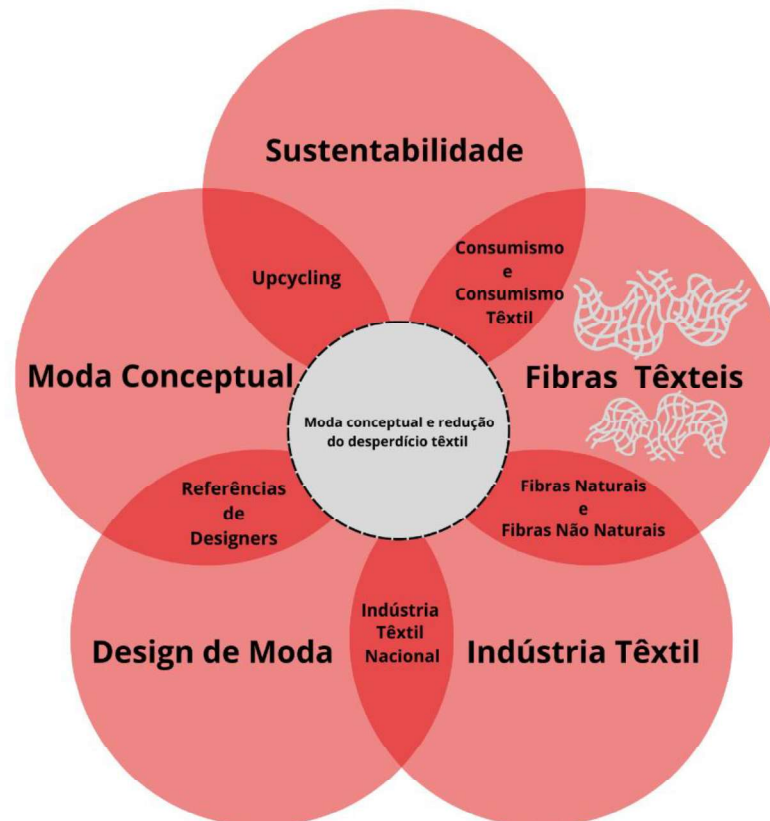 Sustentabilidade
Upcycling
Consumismo
e
Consumismo
Têxtil
Moda Conceptual
Fibras Têxteis
Moda conceptual e redução
do desperdício têxtil
Referências
de
Designers
Fibras Naturais
e
Fibras Não Naturais
Indústria
Têxtil
Nacional
Design de Moda
Indústria Têxtil